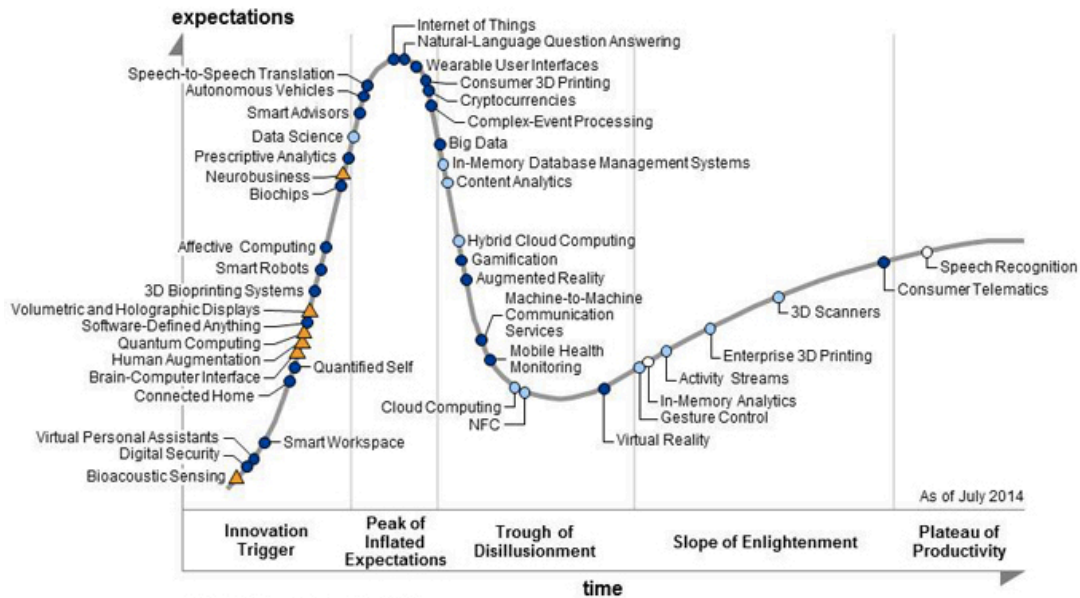 expectations
Internet of Things
Natural-Language Question Answering
Wearable User Interfaces
Speech-to-Speech Translation
Consumer 3D Printing
Autonomous Vehicles
Cryptocurrencies
Smart Advisors
Complex-Event Processing
Data Science
Big Data
Prescriptive Analytics
In-Memory Database Management Systems
Neurobusiness
Content Analytics
Biochips
Affective Computing
Hybrid Cloud Computing
Smart Robots
Gamification
3D Bioprinting Systems
Augmented Reality
Volumetric and Holographic Displays
Machine-to-Machine
Communication
Services
Software-Defined Anything
Quantum Computing
Human Augmentation
Mobile Health
Monitoring
Brain-Computer Interface
Quantified Self
Connected Home
Cloud Computing
NFC
Virtual Personal Assistants
Smart Workspace
Digital Security
Bioacoustic Sensing
Virtual Reality
Gesture Control
In-Memory Analytics
Activity Streams
Enterprise 3D Printing
3D Scanners
Consumer Telematics
Speech Recognition
As of July 2014
Innovation
Trigger
Peak of
Inflated
Expectations
Trough of
Disillusionment
Slope of Enlightenment
Plateau of
Productivity
time